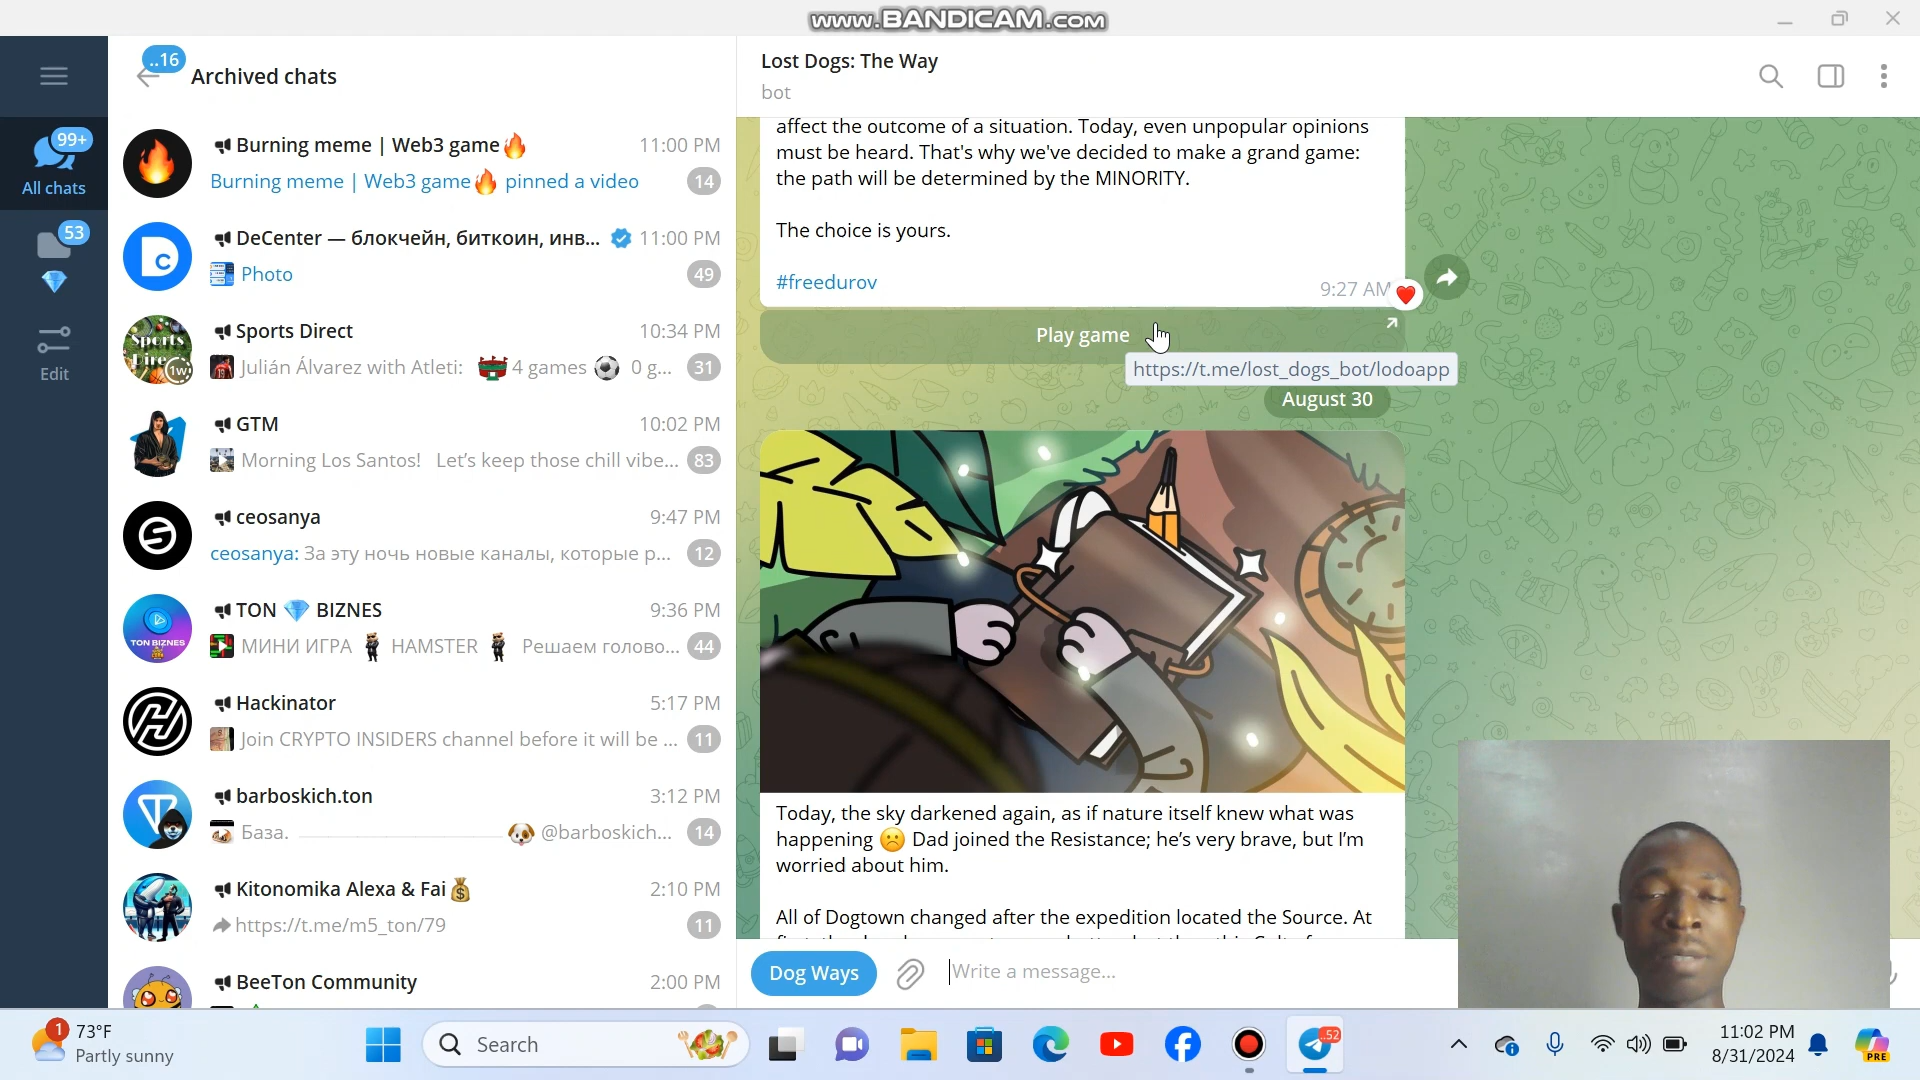 www.BANDICAM.com
..16
Archived chats
99+
All chats
53
Edit
Burning meme | Web3 game🔥 11:00 PM
Burning meme | Web3 game🔥 pinned a video 14
DeCenter — блокчейн, биткоин, инв... 11:00 PM
Photo 49
Sports Direct 10:34 PM
Julián Álvarez with Atleti: 4 games ⚽ 0 g... 31
Sports
1w
GTM 10:02 PM
Morning Los Santos! Let's keep those chill vibe... 83
ceosanya 9:47 PM
ceosanya: За эту ночь новые каналы, которые р... 12
TON 💎 BIZNES 9:36 PM
МИНИ ИГРА HAMSTER Решаем голово... 44
TON BIZNES
Hackinator 5:17 PM
Join CRYPTO INSIDERS channel before it will be ... 11
barboskich.ton 3:12 PM
База. @barboskich... 14
Kitonomika Alexa & Fai💰 2:10 PM
https://t.me/m5_ton/79 11
BeeTon Community 2:00 PM
Lost Dogs: The Way
bot
affect the outcome of a situation. Today, even unpopular opinions
must be heard. That's why we've decided to make a grand game:
the path will be determined by the MINORITY.
The choice is yours.
#freedurov
9:27 AM
Play game
https://t.me/lost_dogs_bot/lodoapp
August 30
Today, the sky darkened again, as if nature itself knew what was
happening ☹️ Dad joined the Resistance; he's very brave, but I'm
worried about him.
All of Dogtown changed after the expedition located the Source. At
Dog Ways
Write a message...
1
73°F
Partly sunny
Search
..52
11:02 PM
8/31/2024
PRE